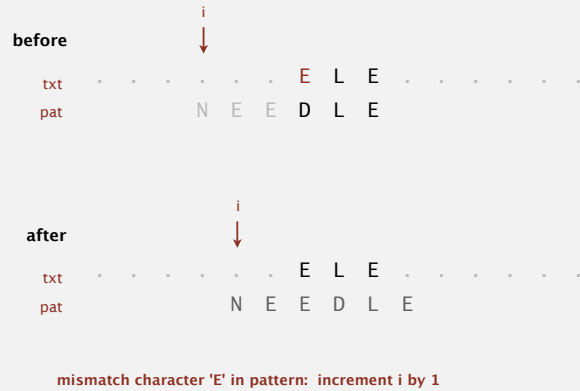 i
before
txt . . . . . . E L E . . . . . .
pat N E E D L E
i
after
txt . . . . . . E L E . . . . . .
pat N E E D L E
mismatch character 'E' in pattern: increment i by 1